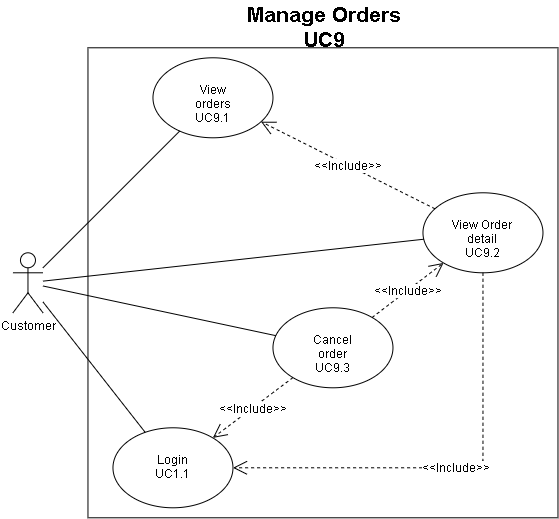 Manage Orders
UC9
View
orders
UC9.1
<<Include>>
View Order
detail
UC9.2
<<Include>>
Customer
Cancel
order
UC9.3
<<Include>>
Login
UC1.1
<<Include>>